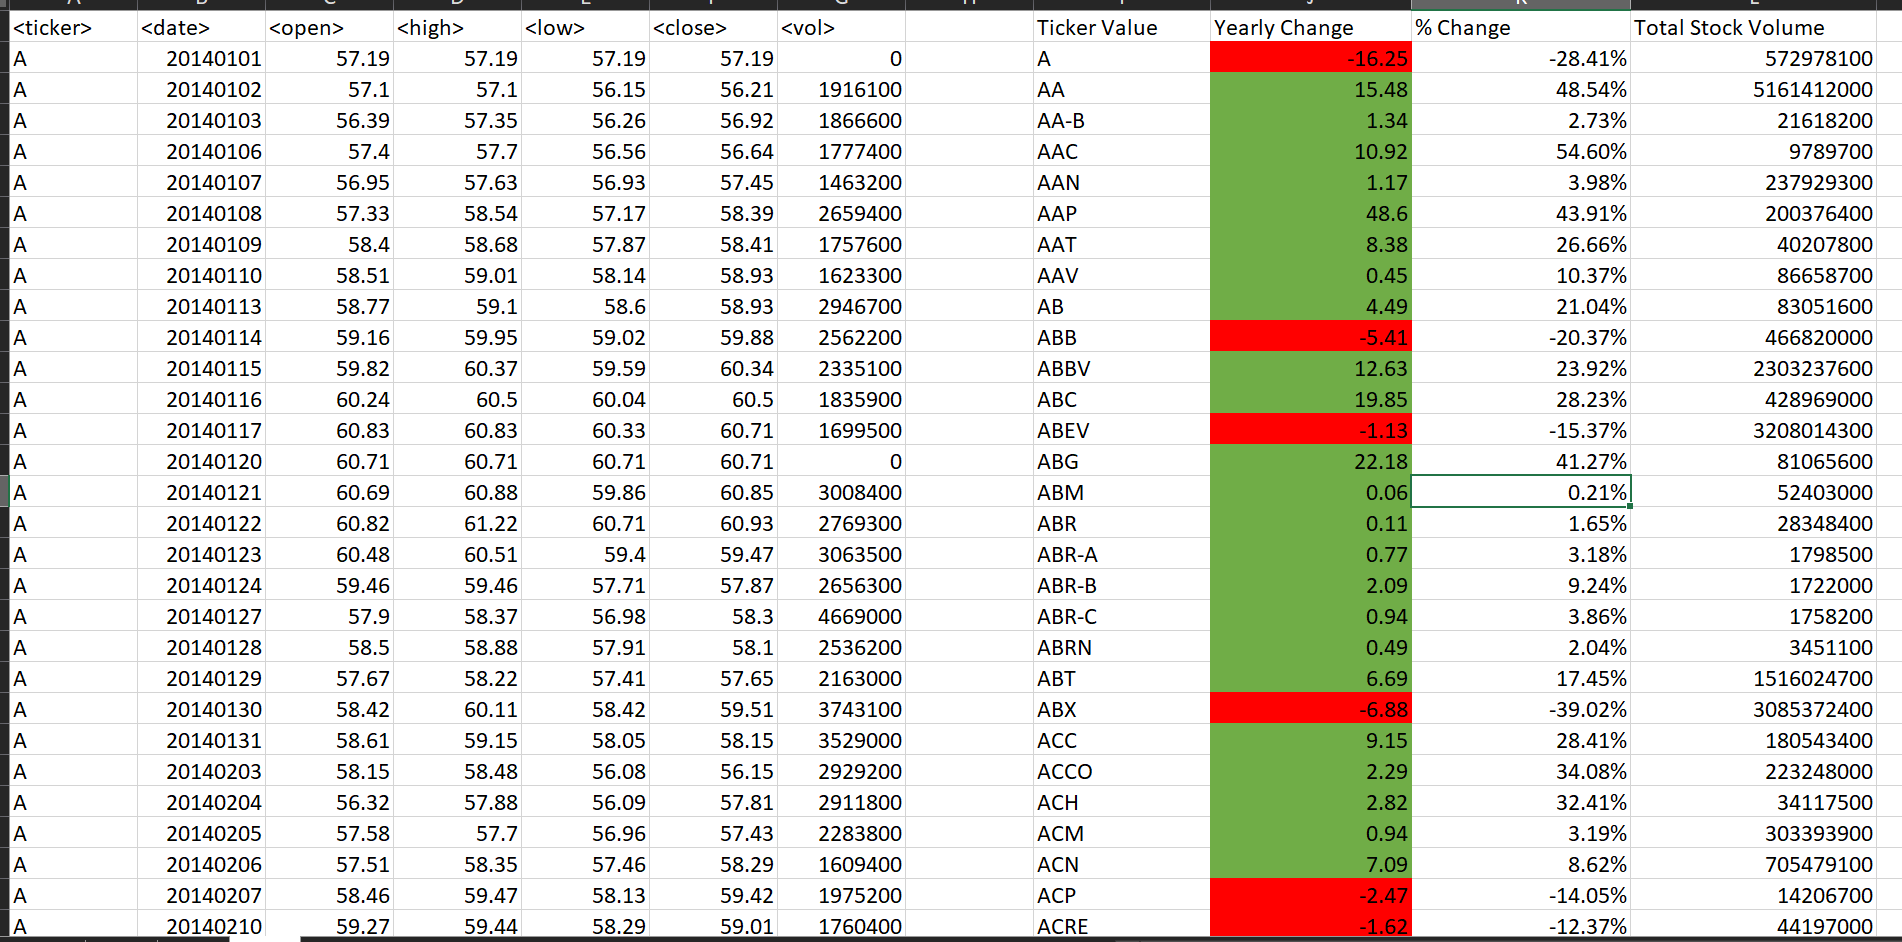 <ticker> <date> <open> <high> <low> <close> <vol> Ticker Value Yearly Change % Change Total Stock Volume
A 20140101 57.19 57.19 57.19 57.19 0 A -16.25 -28.41% 572978100
A 20140102 57.1 57.1 56.15 56.21 1916100 AA 15.48 48.54% 5161412000
A 20140103 56.39 57.35 56.26 56.92 1866600 AA-B 1.34 2.73% 21618200
A 20140106 57.4 57.7 56.56 56.64 1777400 AAC 10.92 54.60% 9789700
A 20140107 56.95 57.63 56.93 57.45 1463200 AAN 1.17 3.98% 237929300
A 20140108 57.33 58.54 57.17 58.39 2659400 AAP 48.6 43.91% 200376400
A 20140109 58.4 58.68 57.87 58.41 1757600 AAT 8.38 26.66% 40207800
A 20140110 58.51 59.01 58.14 58.93 1623300 AAV 0.45 10.37% 86658700
A 20140113 58.77 59.1 58.6 58.93 2946700 AB 4.49 21.04% 83051600
A 20140114 59.16 59.95 59.02 59.88 2562200 ABB -5.41 -20.37% 466820000
A 20140115 59.82 60.37 59.59 60.34 2335100 ABBV 12.63 23.92% 2303237600
A 20140116 60.24 60.5 60.04 60.5 1835900 ABC 19.85 28.23% 428969000
A 20140117 60.83 60.83 60.33 60.71 1699500 ABEV -1.13 -15.37% 3208014300
A 20140120 60.71 60.71 60.71 60.71 0 ABG 22.18 41.27% 81065600
A 20140121 60.69 60.88 59.86 60.85 3008400 ABM 0.06 0.21% 52403000
A 20140122 60.82 61.22 60.71 60.93 2769300 ABR 0.11 1.65% 28348400
A 20140123 60.48 60.51 59.4 59.47 3063500 ABR-A 0.77 3.18% 1798500
A 20140124 59.46 59.46 57.71 57.87 2656300 ABR-B 2.09 9.24% 1722000
A 20140127 57.9 58.37 56.98 58.3 4669000 ABR-C 0.94 3.86% 1758200
A 20140128 58.5 58.88 57.91 58.1 2536200 ABRN 0.49 2.04% 3451100
A 20140129 57.67 58.22 57.41 57.65 2163000 ABT 6.69 17.45% 1516024700
A 20140130 58.42 60.11 58.42 59.51 3743100 ABX -6.88 -39.02% 3085372400
A 20140131 58.61 59.15 58.05 58.15 3529000 ACC 9.15 28.41% 180543400
A 20140203 58.15 58.48 56.08 56.15 2929200 ACCO 2.29 34.08% 223248000
A 20140204 56.32 57.88 56.09 57.81 2911800 ACH 2.82 32.41% 34117500
A 20140205 57.58 57.7 56.96 57.43 2283800 ACM 0.94 3.19% 303393900
A 20140206 57.51 58.35 57.46 58.29 1609400 ACN 7.09 8.62% 705479100
A 20140207 58.46 59.47 58.13 59.42 1975200 ACP -2.47 -14.05% 14206700
A 20140210 59.27 59.44 58.29 59.01 1760400 ACRE -1.62 -12.37% 44197000